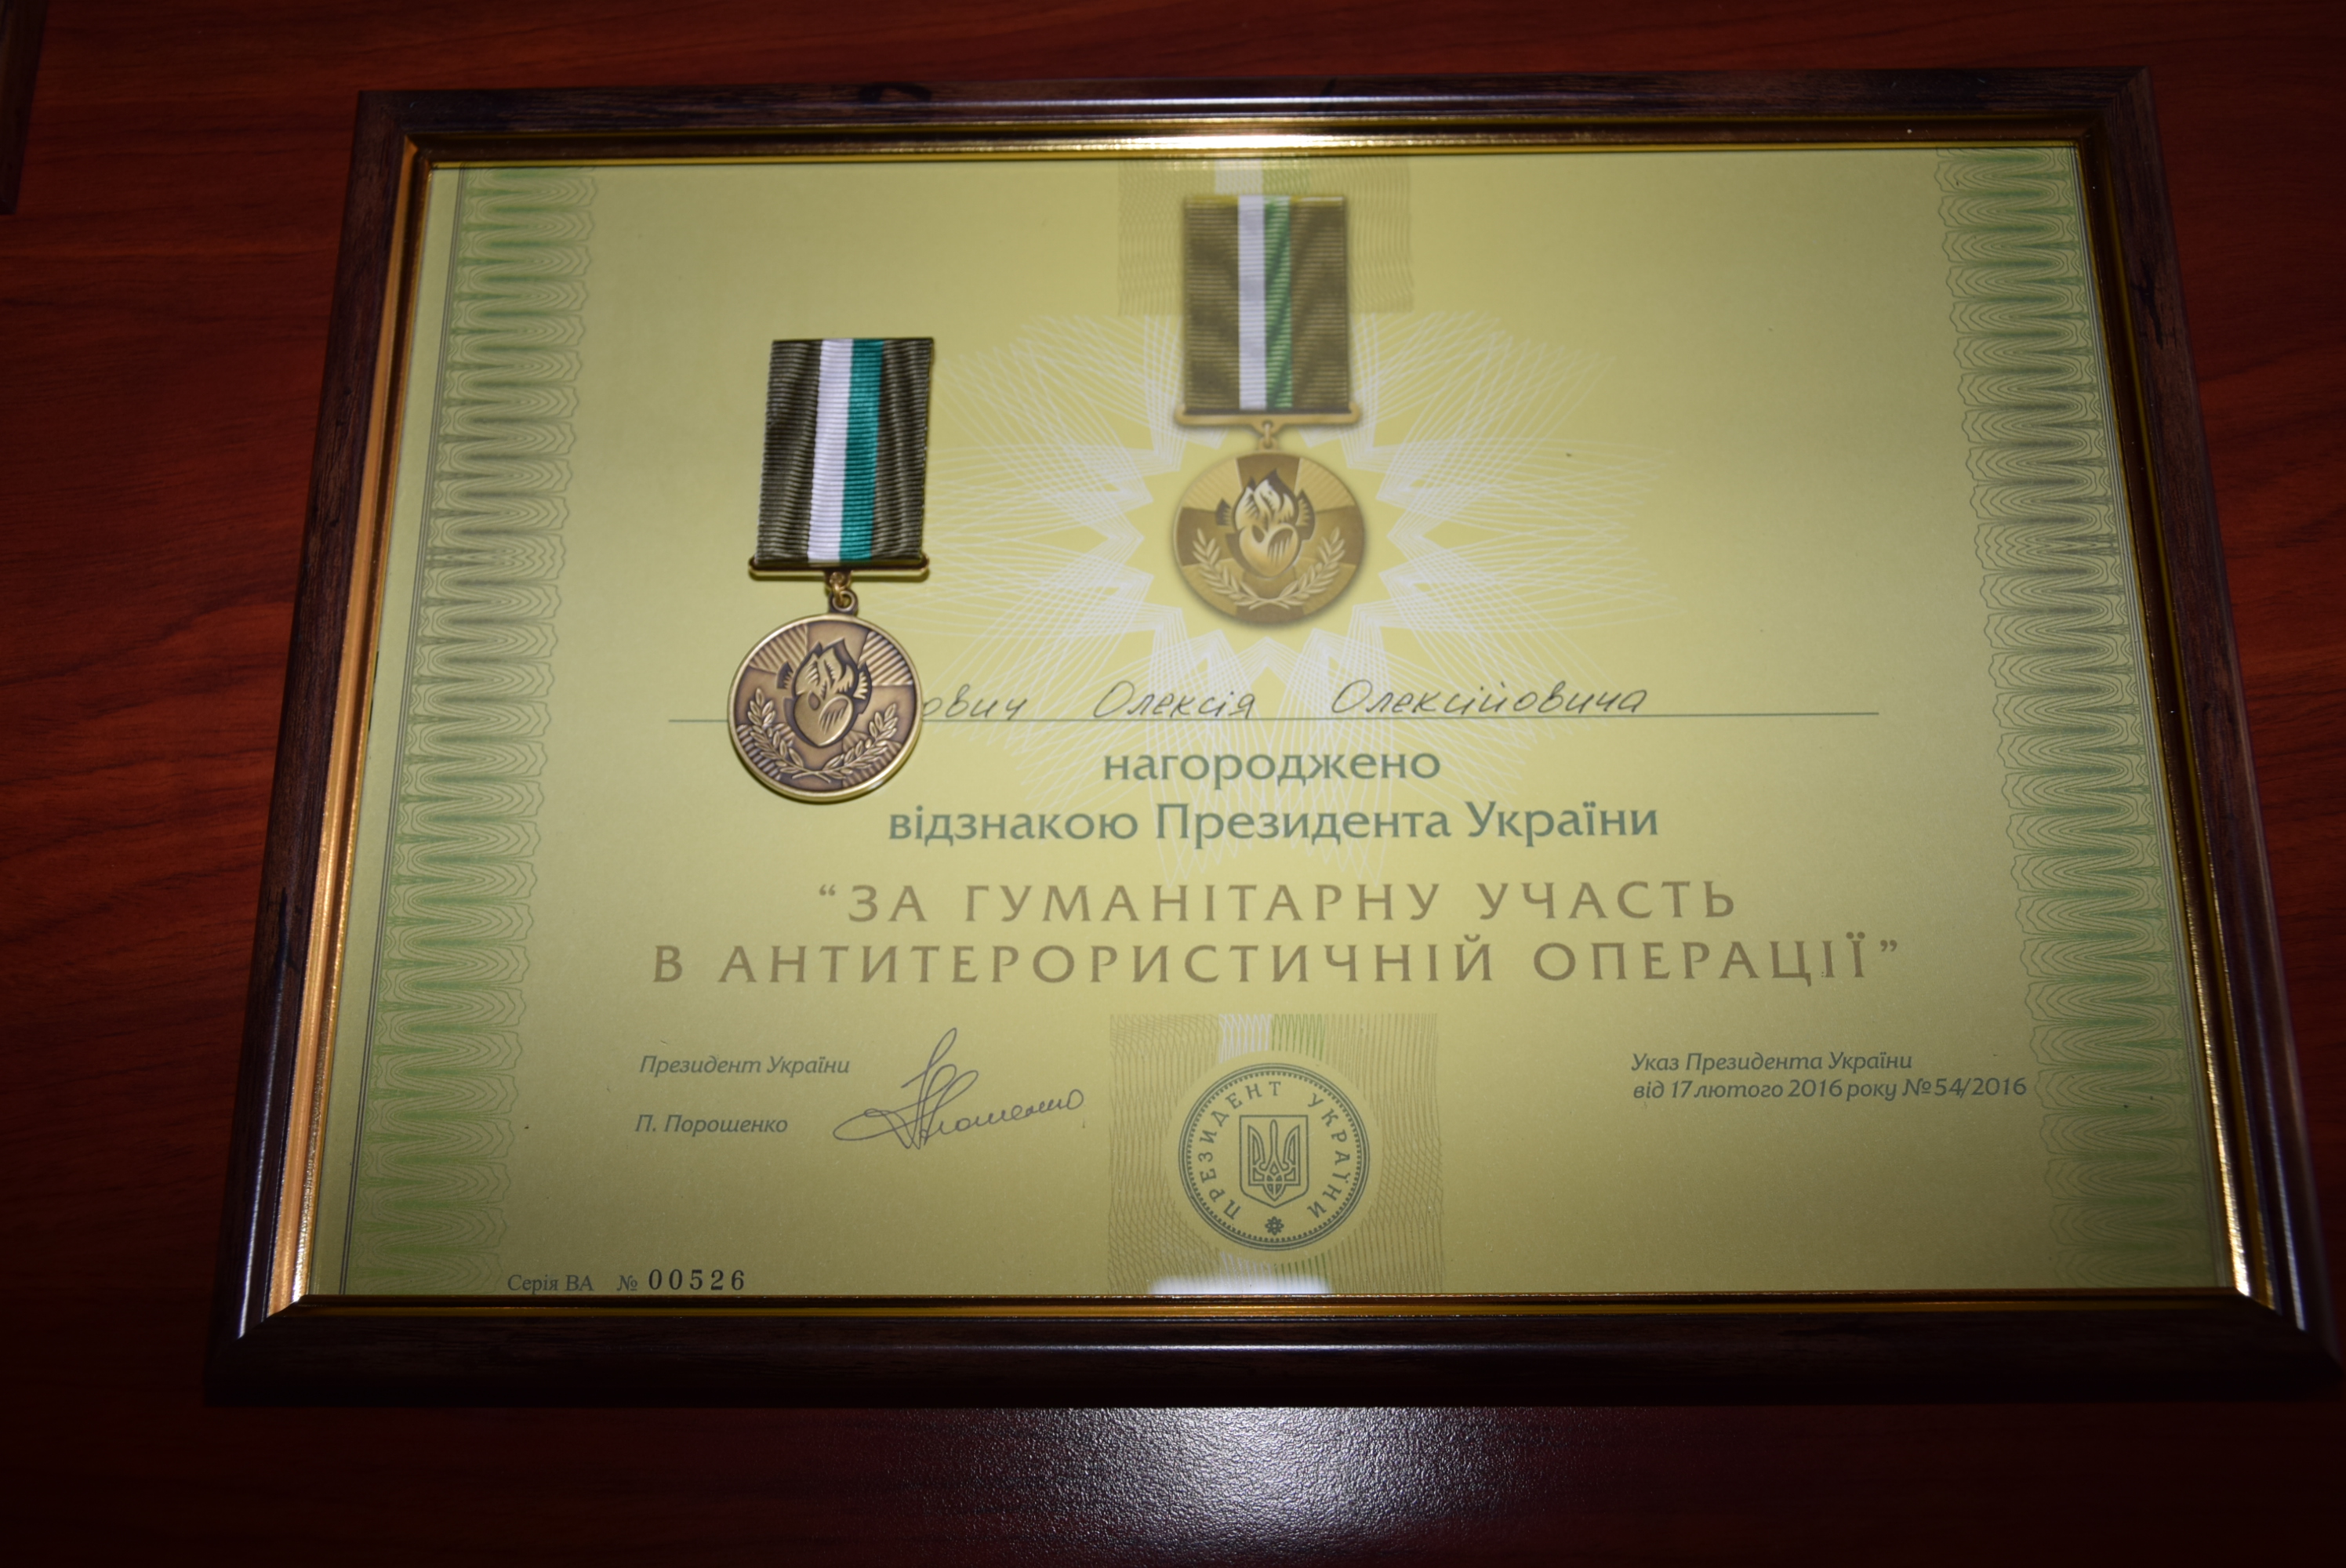 Олексія Олексійовича
нагороджено
відзнакою Президента України
“ЗА ГУМАНІТАРНУ УЧАСТЬ
В АНТИТЕРОРИСТИЧНІЙ ОПЕРАЦІЇ”
Президент України
П. Порошенко
ПРЕЗИДЕНТ УКРАЇНИ
Указ Президента України
від 17 лютого 2016 року №54/2016
Серія ВА № 00526